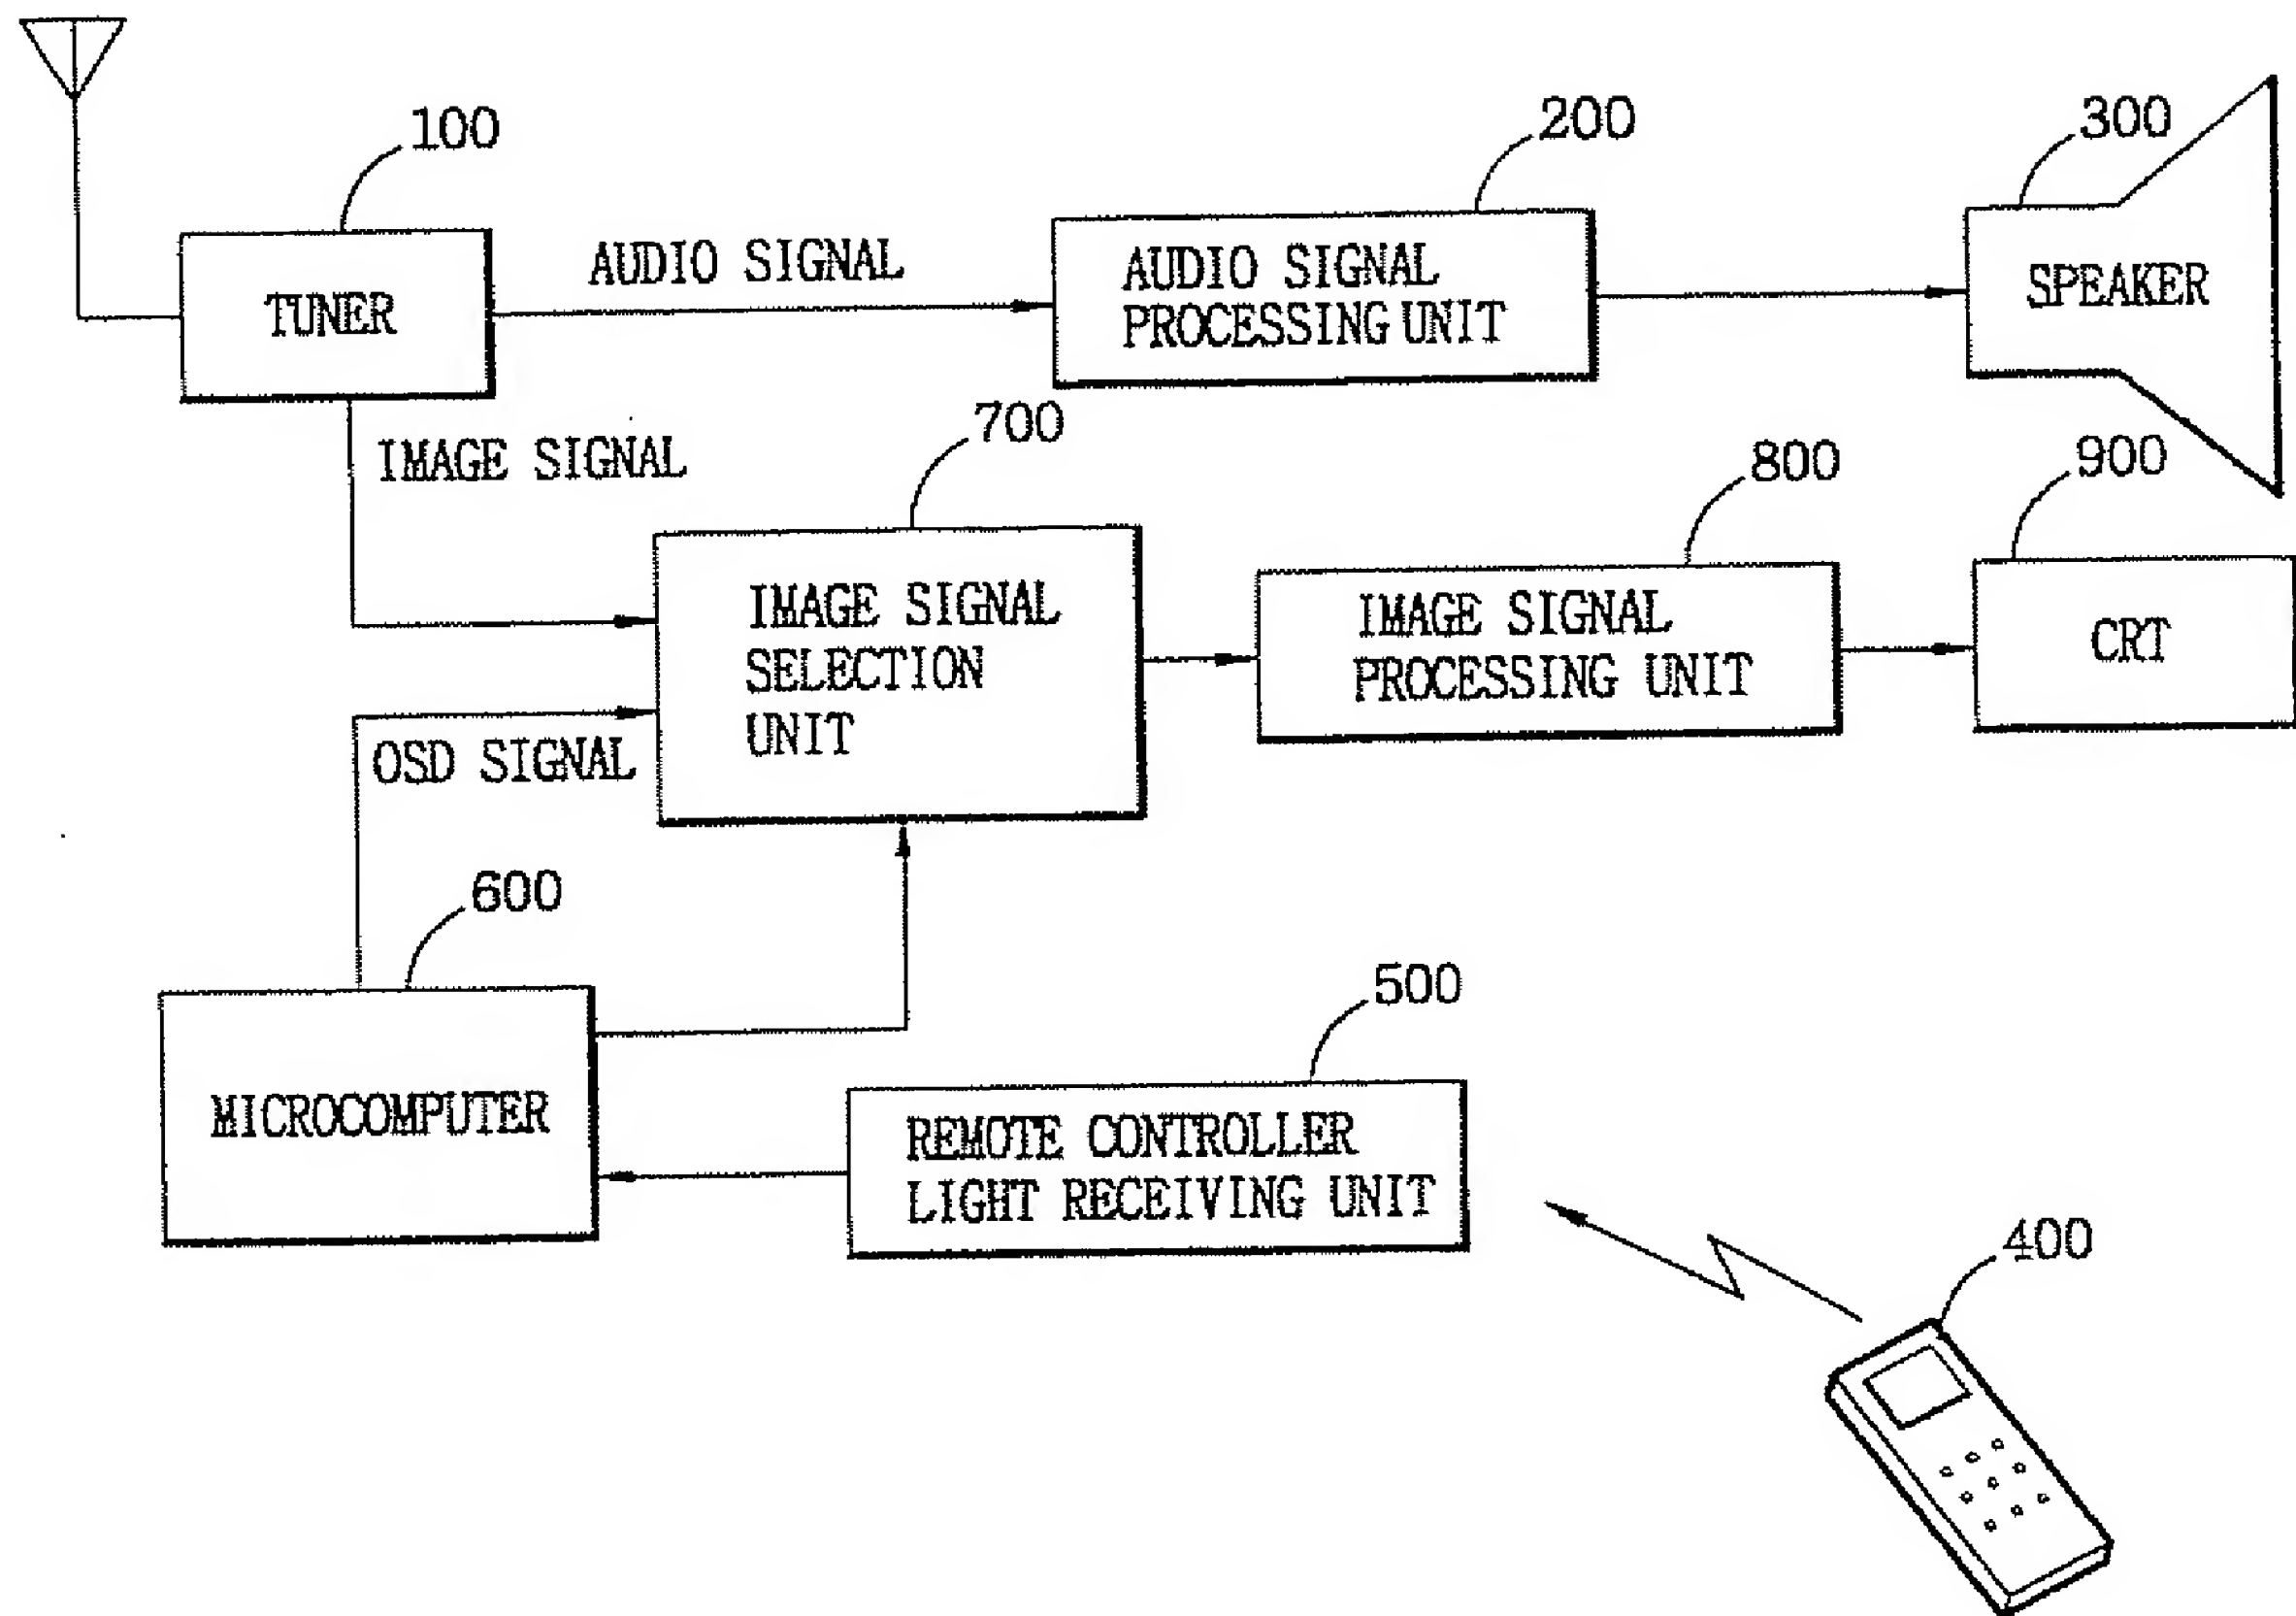 100
200
300
TUNER
AUDIO SIGNAL
AUDIO SIGNAL
PROCESSING UNIT
SPEAKER
IMAGE SIGNAL
700
800
900
IMAGE SIGNAL
SELECTION
UNIT
IMAGE SIGNAL
PROCESSING UNIT
CRT
OSD SIGNAL
600
MICROCOMPUTER
500
REMOTE CONTROLLER
LIGHT RECEIVING UNIT
400